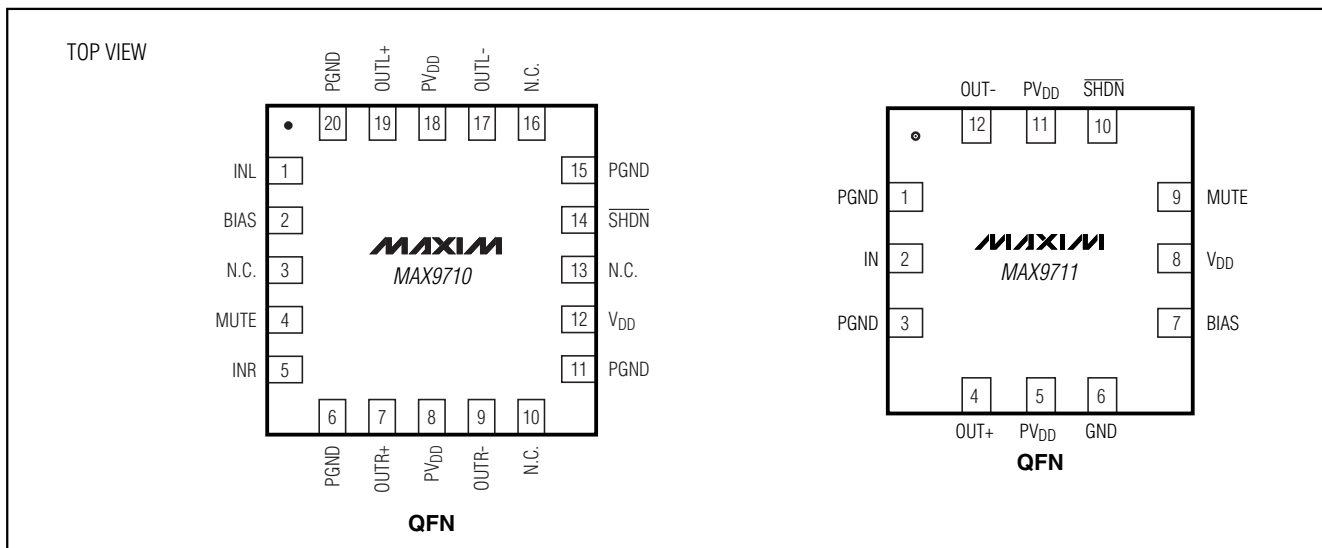 TOP VIEW
PGND
OUTL+
PVDD
OUTL-
N.C.
20 19 18 17 16
INL 1
BIAS 2
N.C. 3
MUTE 4
INR 5
15 PGND
14 SHDN
13 N.C.
12 VDD
11 PGND
MAXIM
MAX9710
6 7 8 9 10
PGND
OUTR+
PVDD
OUTR-
N.C.
QFN
OUT- PVDD SHDN
12 11 10
PGND 1
IN 2
PGND 3
9 MUTE
8 VDD
7 BIAS
MAXIM
MAX9711
4 5 6
OUT+ PVDD GND
QFN